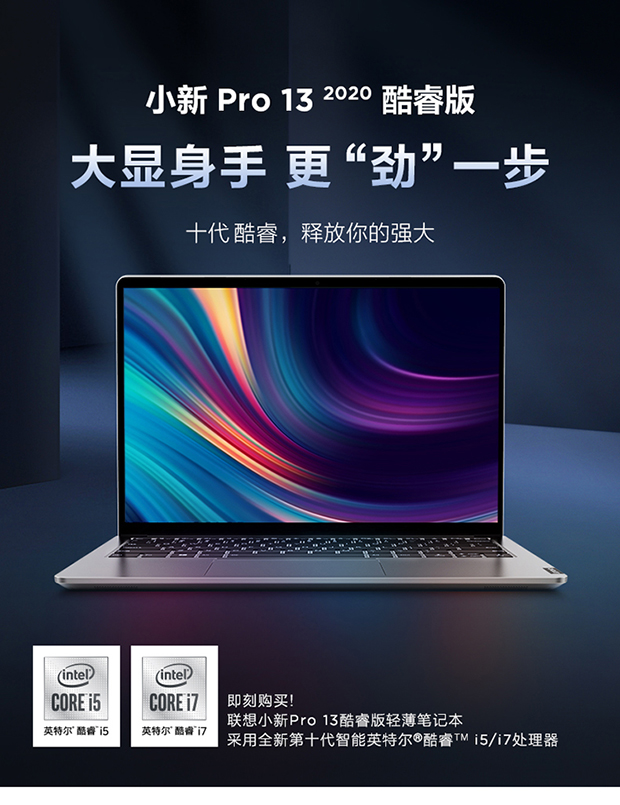 小新 Pro 13 2020 酷睿版
大显身手 更“劲”一步
十代 酷睿，释放你的强大
intel
CORE i5
英特尔® 酷睿™ i5
intel
CORE i7
英特尔® 酷睿™ i7
即刻购买！
联想小新Pro 13酷睿版轻薄笔记本
采用全新第十代智能英特尔®酷睿™ i5/i7处理器